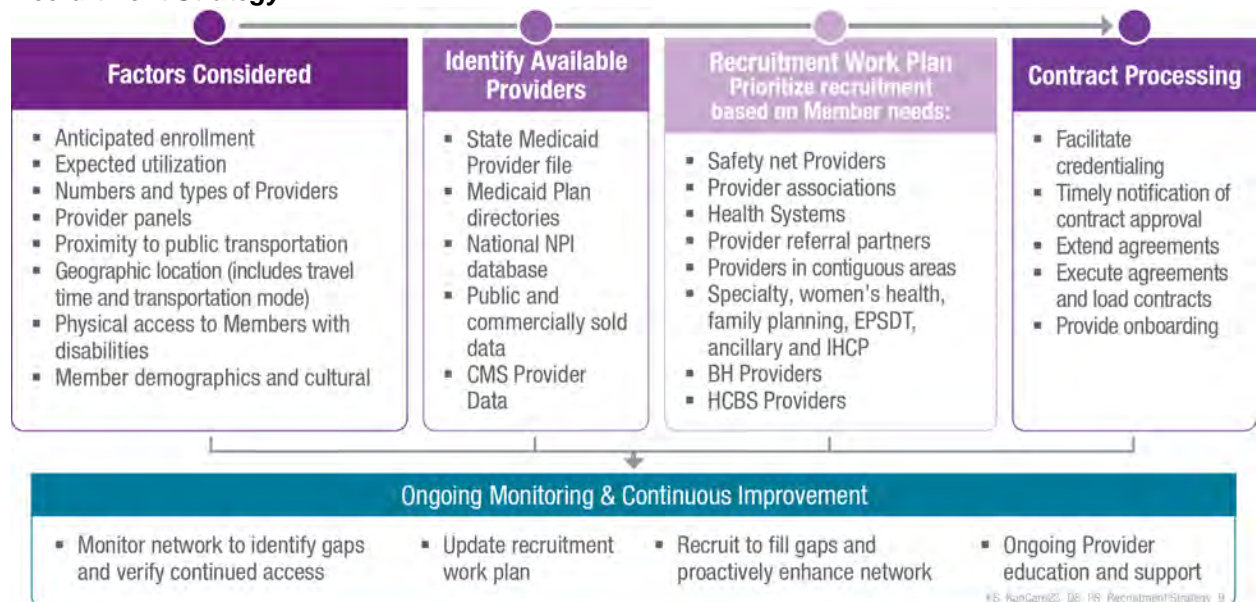 Factors Considered
▪ Anticipated enrollment
▪ Expected utilization
▪ Numbers and types of Providers
▪ Provider panels
▪ Proximity to public transportation
▪ Geographic location (includes travel
time and transportation mode)
▪ Physical access to Members with
disabilities
▪ Member demographics and cultural
Identify Available
Providers
▪ State Medicaid
Provider file
▪ Medicaid Plan
directories
▪ National NPI
database
▪ Public and
commercially sold
data
▪ CMS Provider
Data
Recruitment Work Plan
Prioritize recruitment
based on Member needs:
▪ Safety net Providers
▪ Provider associations
▪ Health Systems
▪ Provider referral partners
▪ Providers in contiguous areas
▪ Specialty, women's health,
family planning, EPSDT,
ancillary and IHCP
▪ BH Providers
▪ HCBS Providers
Contract Processing
▪ Facilitate
credentialing
▪ Timely notification of
contract approval
▪ Extend agreements
▪ Execute agreements
and load contracts
▪ Provide onboarding
Ongoing Monitoring & Continuous Improvement
▪ Monitor network to identify gaps
and verify continued access
▪ Update recruitment
work plan
▪ Recruit to fill gaps and
proactively enhance network
▪ Ongoing Provider
education and support